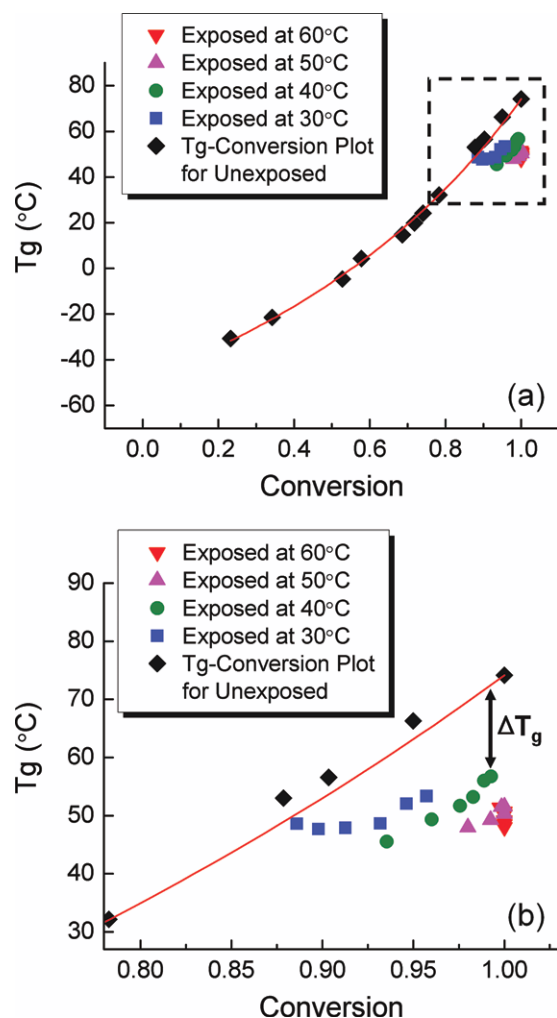 Exposed at 60°C
Exposed at 50°C
Exposed at 40°C
Exposed at 30°C
Tg-Conversion Plot
for Unexposed
80
60
40
20
0
-20
-40
-60
Tg (°C)
(a)
0.0 0.2 0.4 0.6 0.8 1.0
Conversion
Exposed at 60°C
Exposed at 50°C
Exposed at 40°C
Exposed at 30°C
Tg-Conversion Plot
for Unexposed
90
80
70
60
50
40
30
Tg (°C)
ΔTg
(b)
0.80 0.85 0.90 0.95 1.00
Conversion